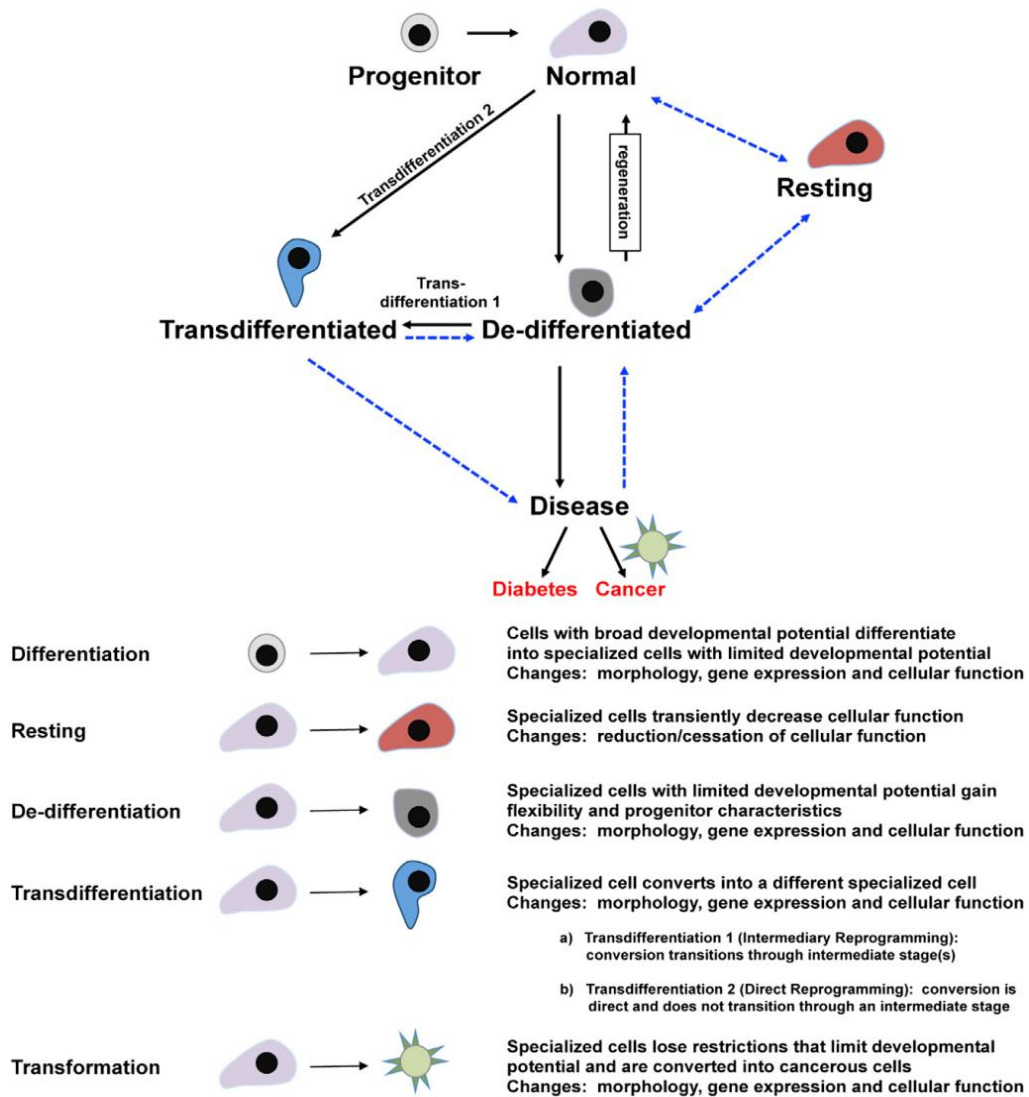 Progenitor
Normal
Transdifferentiation 2
regeneration
Resting
Trans-
differentiation 1
Transdifferentiated
De-differentiated
Disease
Diabetes
Cancer
Differentiation
Cells with broad developmental potential differentiate
into specialized cells with limited developmental potential
Changes: morphology, gene expression and cellular function
Resting
Specialized cells transiently decrease cellular function
Changes: reduction/cessation of cellular function
De-differentiation
Specialized cells with limited developmental potential gain
flexibility and progenitor characteristics
Changes: morphology, gene expression and cellular function
Transdifferentiation
Specialized cell converts into a different specialized cell
Changes: morphology, gene expression and cellular function
a) Transdifferentiation 1 (Intermediary Reprogramming):
conversion transitions through intermediate stage(s)
b) Transdifferentiation 2 (Direct Reprogramming): conversion is
direct and does not transition through an intermediate stage
Transformation
Specialized cells lose restrictions that limit developmental
potential and are converted into cancerous cells
Changes: morphology, gene expression and cellular function